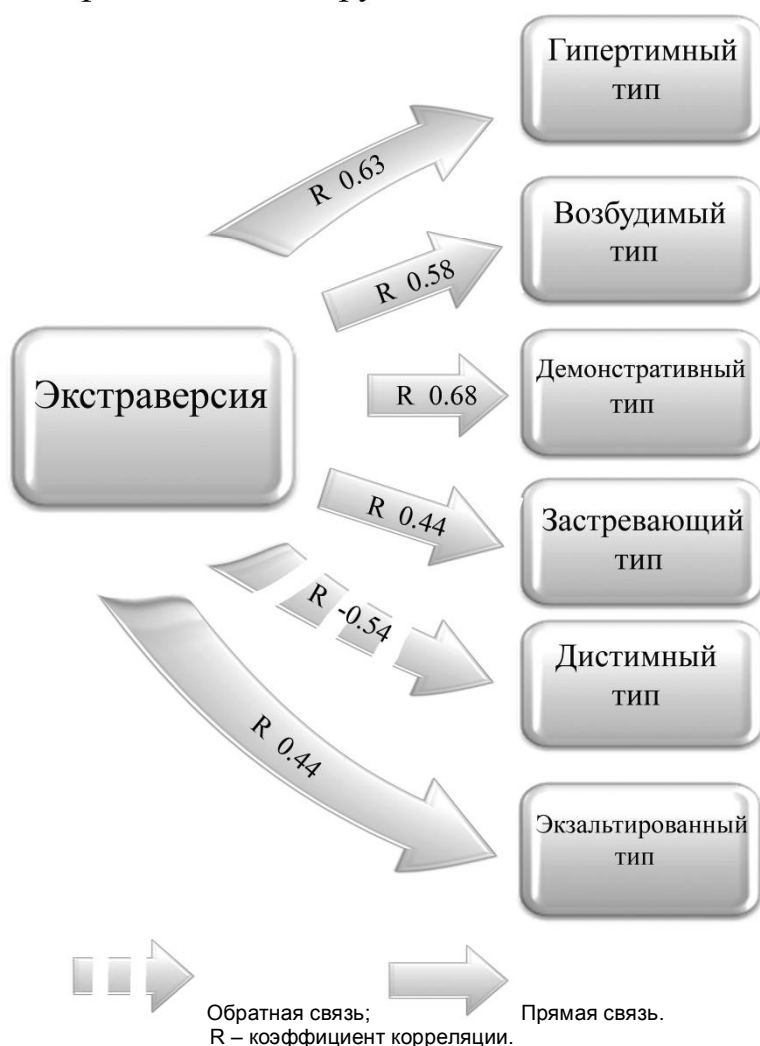 Гипертимный
тип
R 0.63
Возбудимый
тип
R 0.58
Экстраверсия
R 0.68
Демонстративный
тип
R 0.44
Застревающий
тип
R -0.54
Дистимный
тип
R 0.44
Экзальтированный
тип
Обратная связь;
Прямая связь.
R – коэффициент корреляции.